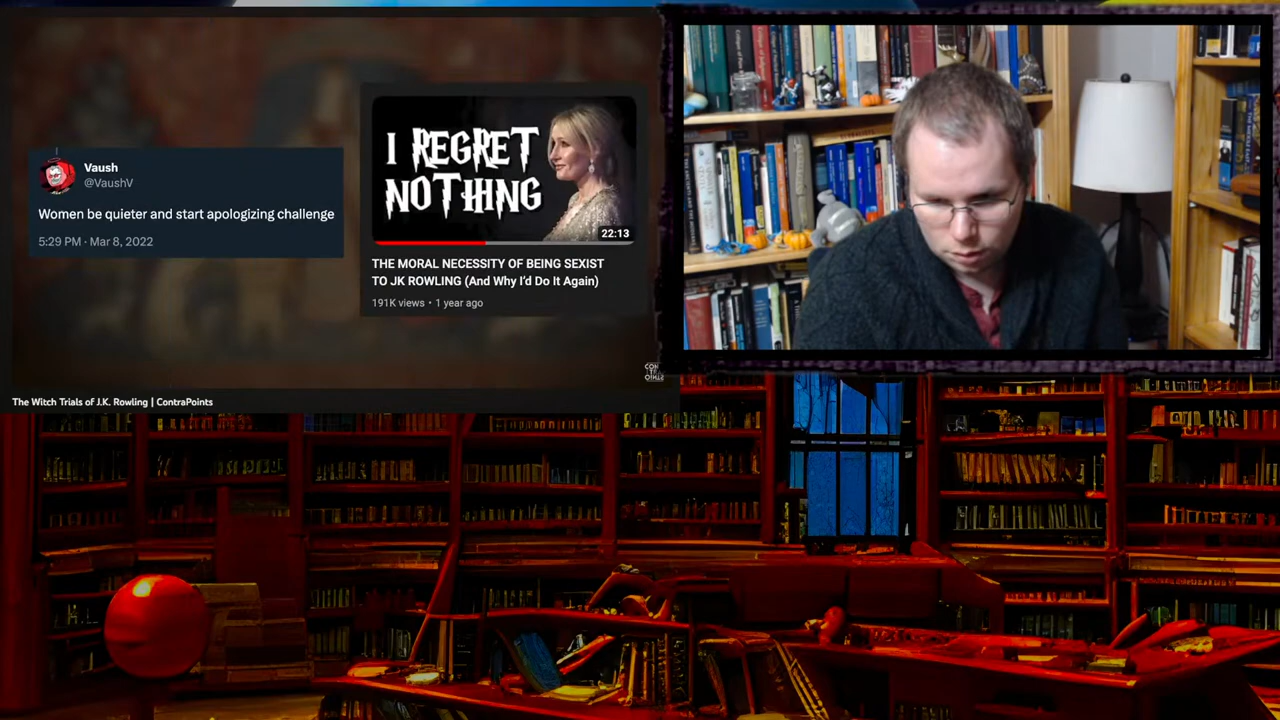 Vaush
@VaushV
Women be quieter and start apologizing challenge
5:29 PM · Mar 8, 2022
I REGRET
NOTHING
22:13
THE MORAL NECESSITY OF BEING SEXIST
TO JK ROWLING (And Why I'd Do It Again)
191K views • 1 year ago
The Witch Trials of J.K. Rowling | ContraPoints